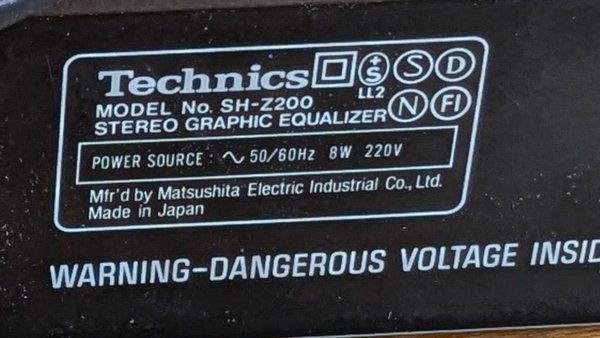 Technics
S
S
D
LL2
N
FI
MODEL No. SH-Z200
STEREO GRAPHIC EQUALIZER
POWER SOURCE : ∿ 50/60Hz 8W 220V
Mfr'd by Matsushita Electric Industrial Co., Ltd.
Made in Japan
WARNING-DANGEROUS VOLTAGE